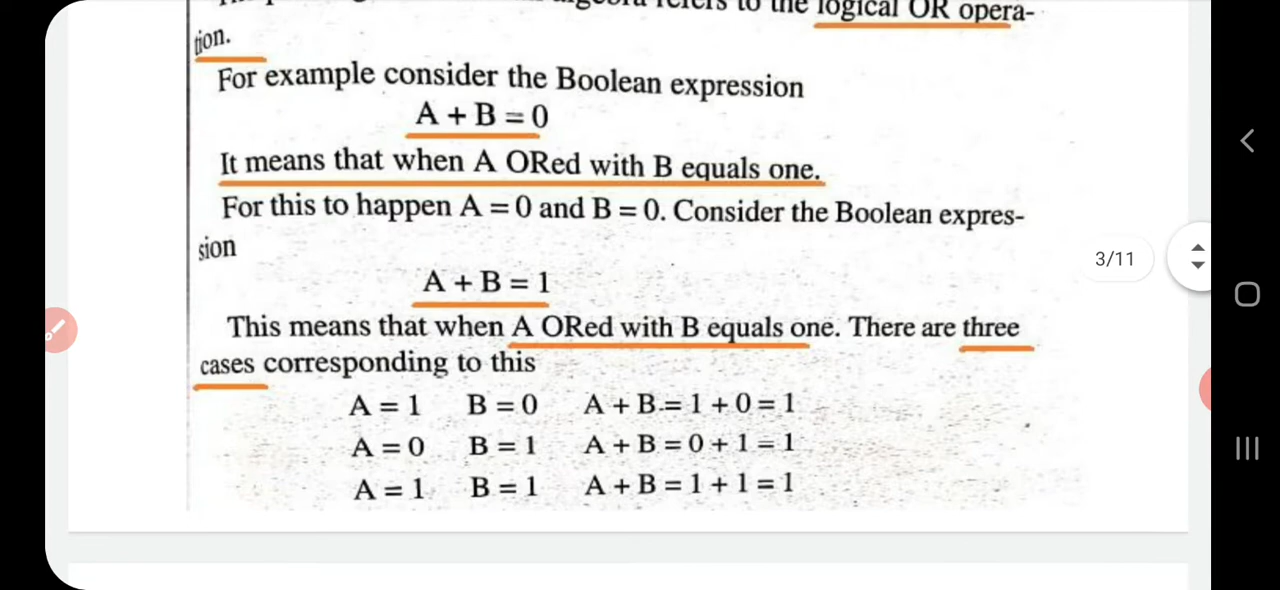 refers to the logical OR opera-
tion.
For example consider the Boolean expression
A + B = 0
It means that when A ORed with B equals one.
For this to happen A = 0 and B = 0. Consider the Boolean expres-
sion
A + B = 1
This means that when A ORed with B equals one. There are three
cases corresponding to this
A = 1 B = 0 A + B.= 1 + 0 = 1
A = 0 B = 1 A + B = 0 + 1 = 1
A = 1 B = 1 A + B = 1 + 1 = 1
3/11